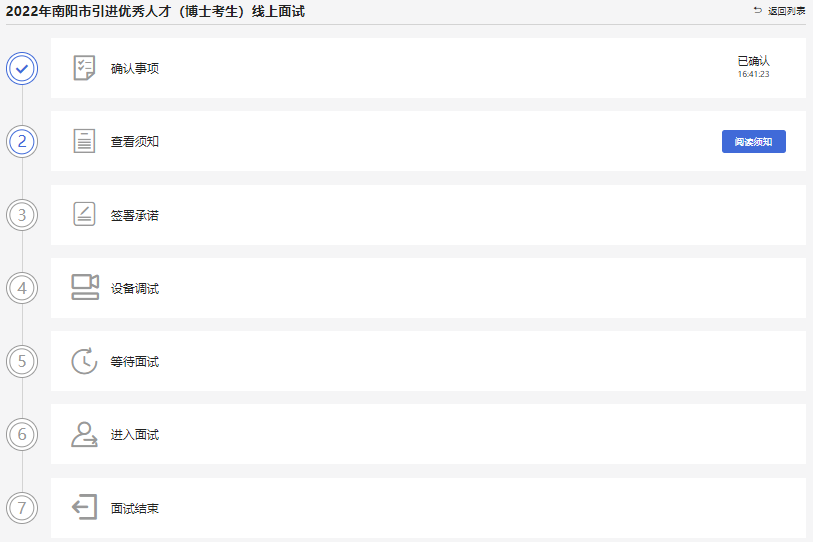 2022年南阳市引进优秀人才（博士考生）线上面试
返回列表
确认事项
已确认
16:41:23
2
查看须知
阅读须知
3
签署承诺
4
设备调试
5
等待面试
6
进入面试
7
面试结束